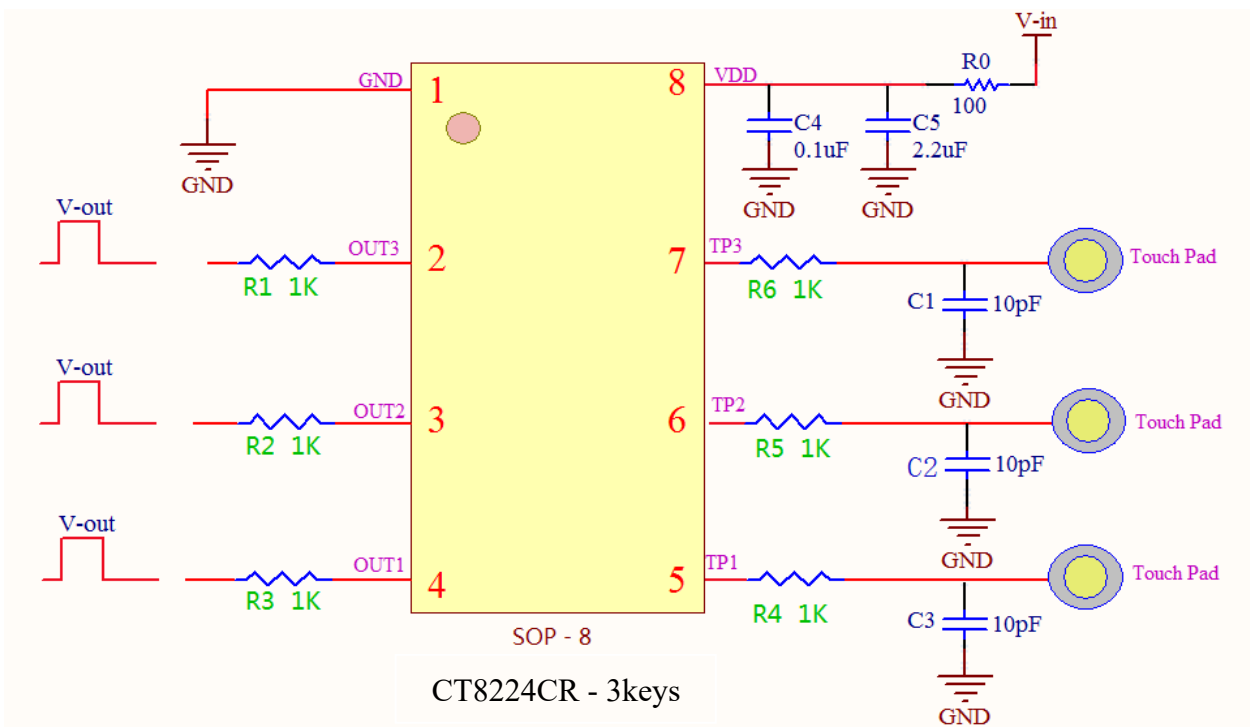 V-in
GND
1
8
VDD
R0
100
C4
0.1uF
C5
2.2uF
GND
GND
GND
V-out
OUT3
2
7
TP3
Touch Pad
R1 1K
R6 1K
C1
10pF
GND
V-out
OUT2
3
6
TP2
Touch Pad
R2 1K
R5 1K
C2
10pF
GND
V-out
OUT1
4
5
TP1
Touch Pad
R3 1K
R4 1K
C3
10pF
GND
SOP - 8
CT8224CR - 3keys